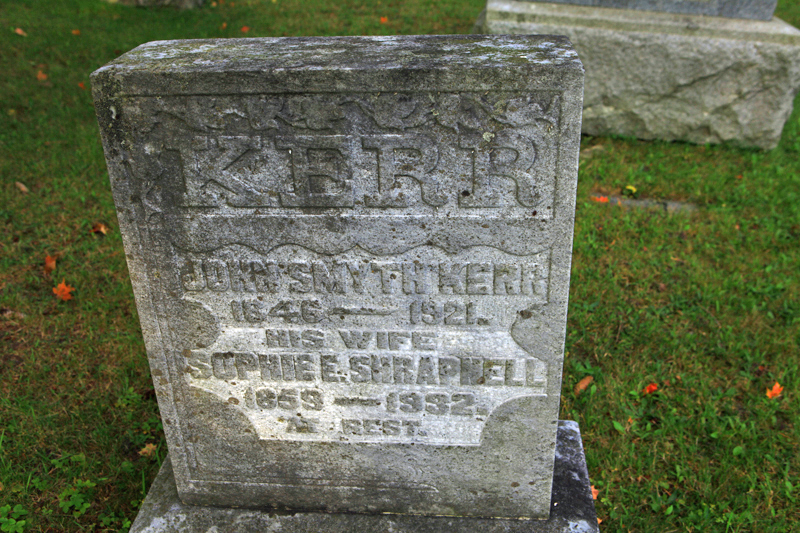 KERR
JOHN SMYTH KERR
1846 — 1921.
HIS WIFE
SOPHIE E. SHRAPNELL
1859 — 1932.
AT REST.